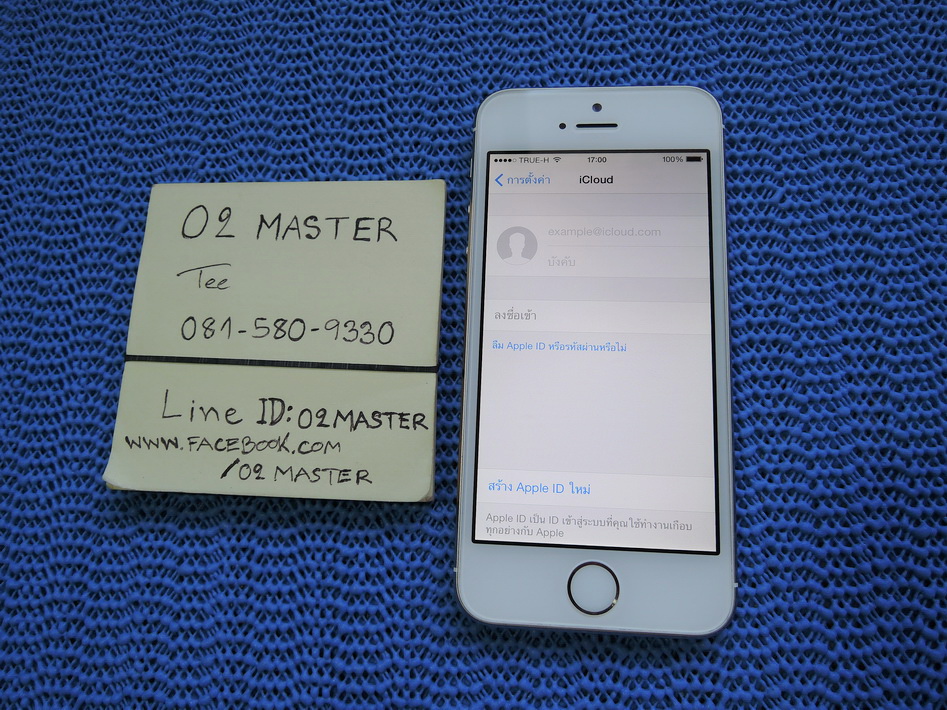 O2 MASTER
Tee
081-580-9330
Line ID: O2MASTER
WWW.FACEBOOK.COM
/O2 MASTER
TRUE-H 17:00 100%
การตั้งค่า iCloud
example@icloud.com
บังคับ
ลงชื่อเข้า
ลืม Apple ID หรือรหัสผ่านหรือไม่
สร้าง Apple ID ใหม่
Apple ID เป็น ID เข้าสู่ระบบที่คุณใช้ทำงานเกือบ
ทุกอย่างกับ Apple